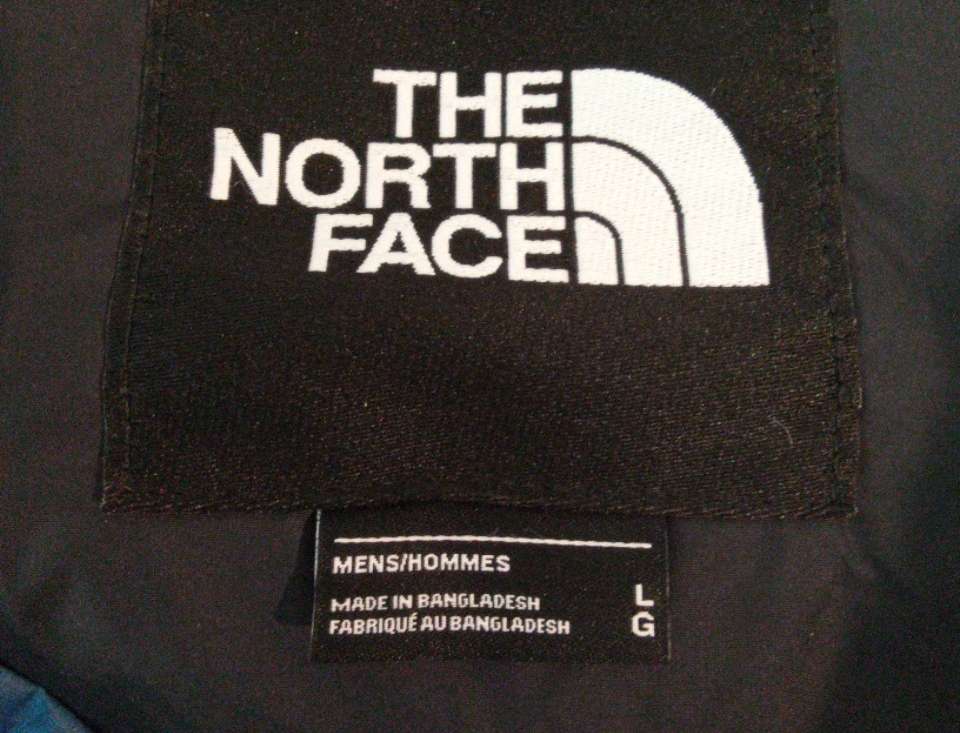 THE
NORTH
FACE
MENS/HOMMES
MADE IN BANGLADESH
FABRIQUÉ AU BANGLADESH
L
G